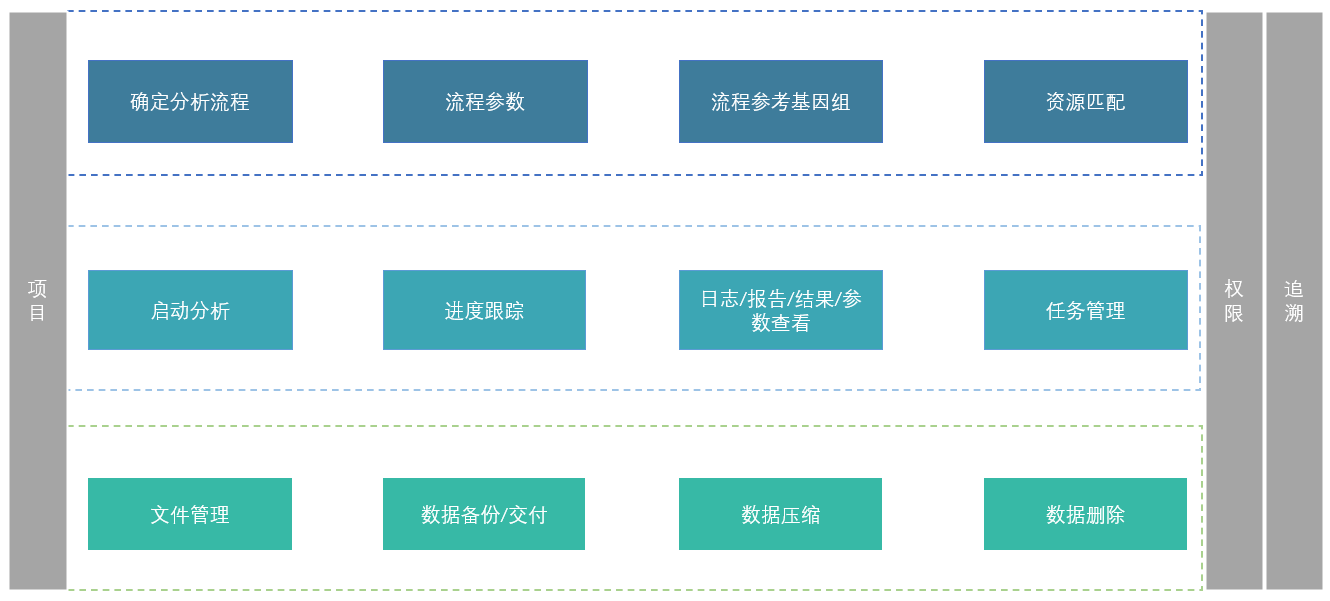 确定分析流程
流程参数
流程参考基因组
资源匹配
项
目
启动分析
进度跟踪
日志/报告/结果/参
数查看
任务管理
权
限
追
溯
文件管理
数据备份/交付
数据压缩
数据删除